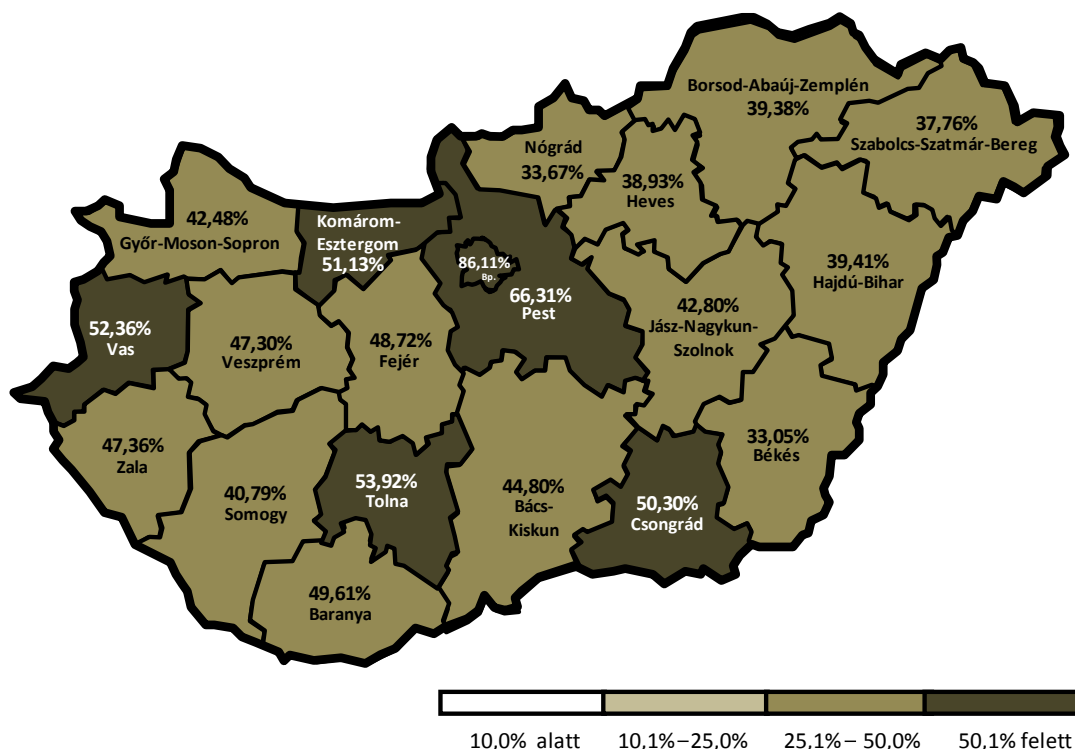 Borsod-Abaúj-Zemplén
39,38%
37,76%
Szabolcs-Szatmár-Bereg
Nógrád
33,67%
38,93%
Heves
42,48%
Győr-Moson-Sopron
Komárom-
Esztergom
51,13%
86,11%
Bp.
66,31%
Pest
39,41%
Hajdú-Bihar
42,80%
Jász-Nagykun-
Szolnok
52,36%
Vas
47,30%
Veszprém
48,72%
Fejér
47,36%
Zala
40,79%
Somogy
53,92%
Tolna
44,80%
Bács-
Kiskun
50,30%
Csongrád
33,05%
Békés
49,61%
Baranya
10,0% alatt
10,1%–25,0%
25,1%– 50,0%
50,1% felett